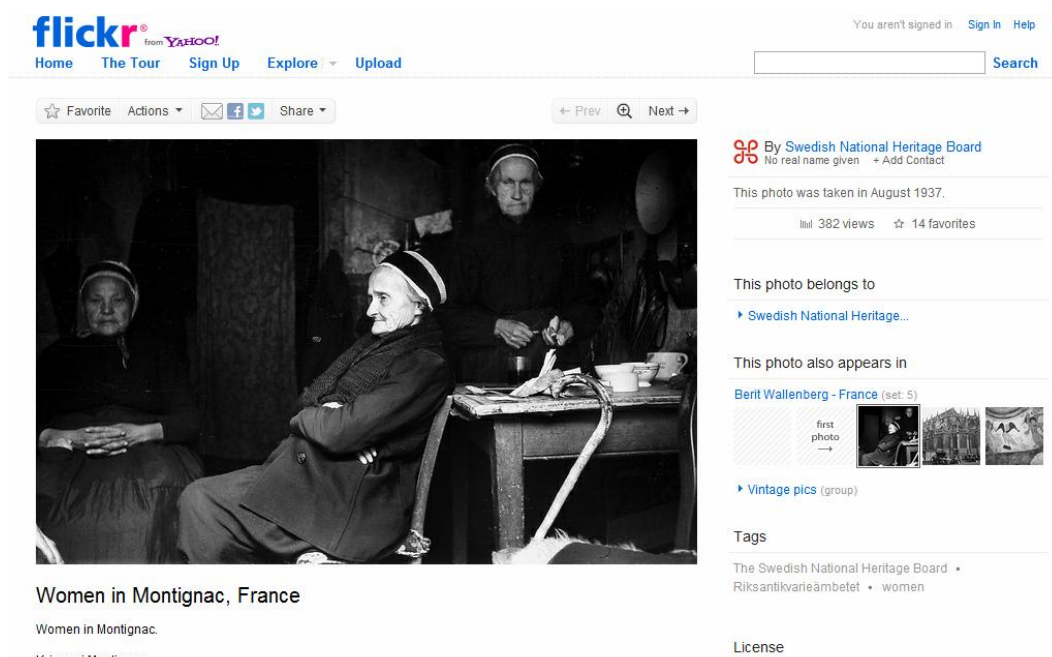 flickr® from YAHOO!
You aren't signed in Sign In Help
Home The Tour Sign Up Explore Upload
Search
Favorite Actions Share
← Prev Next →
By Swedish National Heritage Board
No real name given + Add Contact
This photo was taken in August 1937.
382 views 14 favorites
This photo belongs to
Swedish National Heritage...
This photo also appears in
Berit Wallenberg - France (set: 5)
first
photo
→
Vintage pics (group)
Tags
The Swedish National Heritage Board •
Riksantikvarieämbetet • women
License
Women in Montignac, France
Women in Montignac.